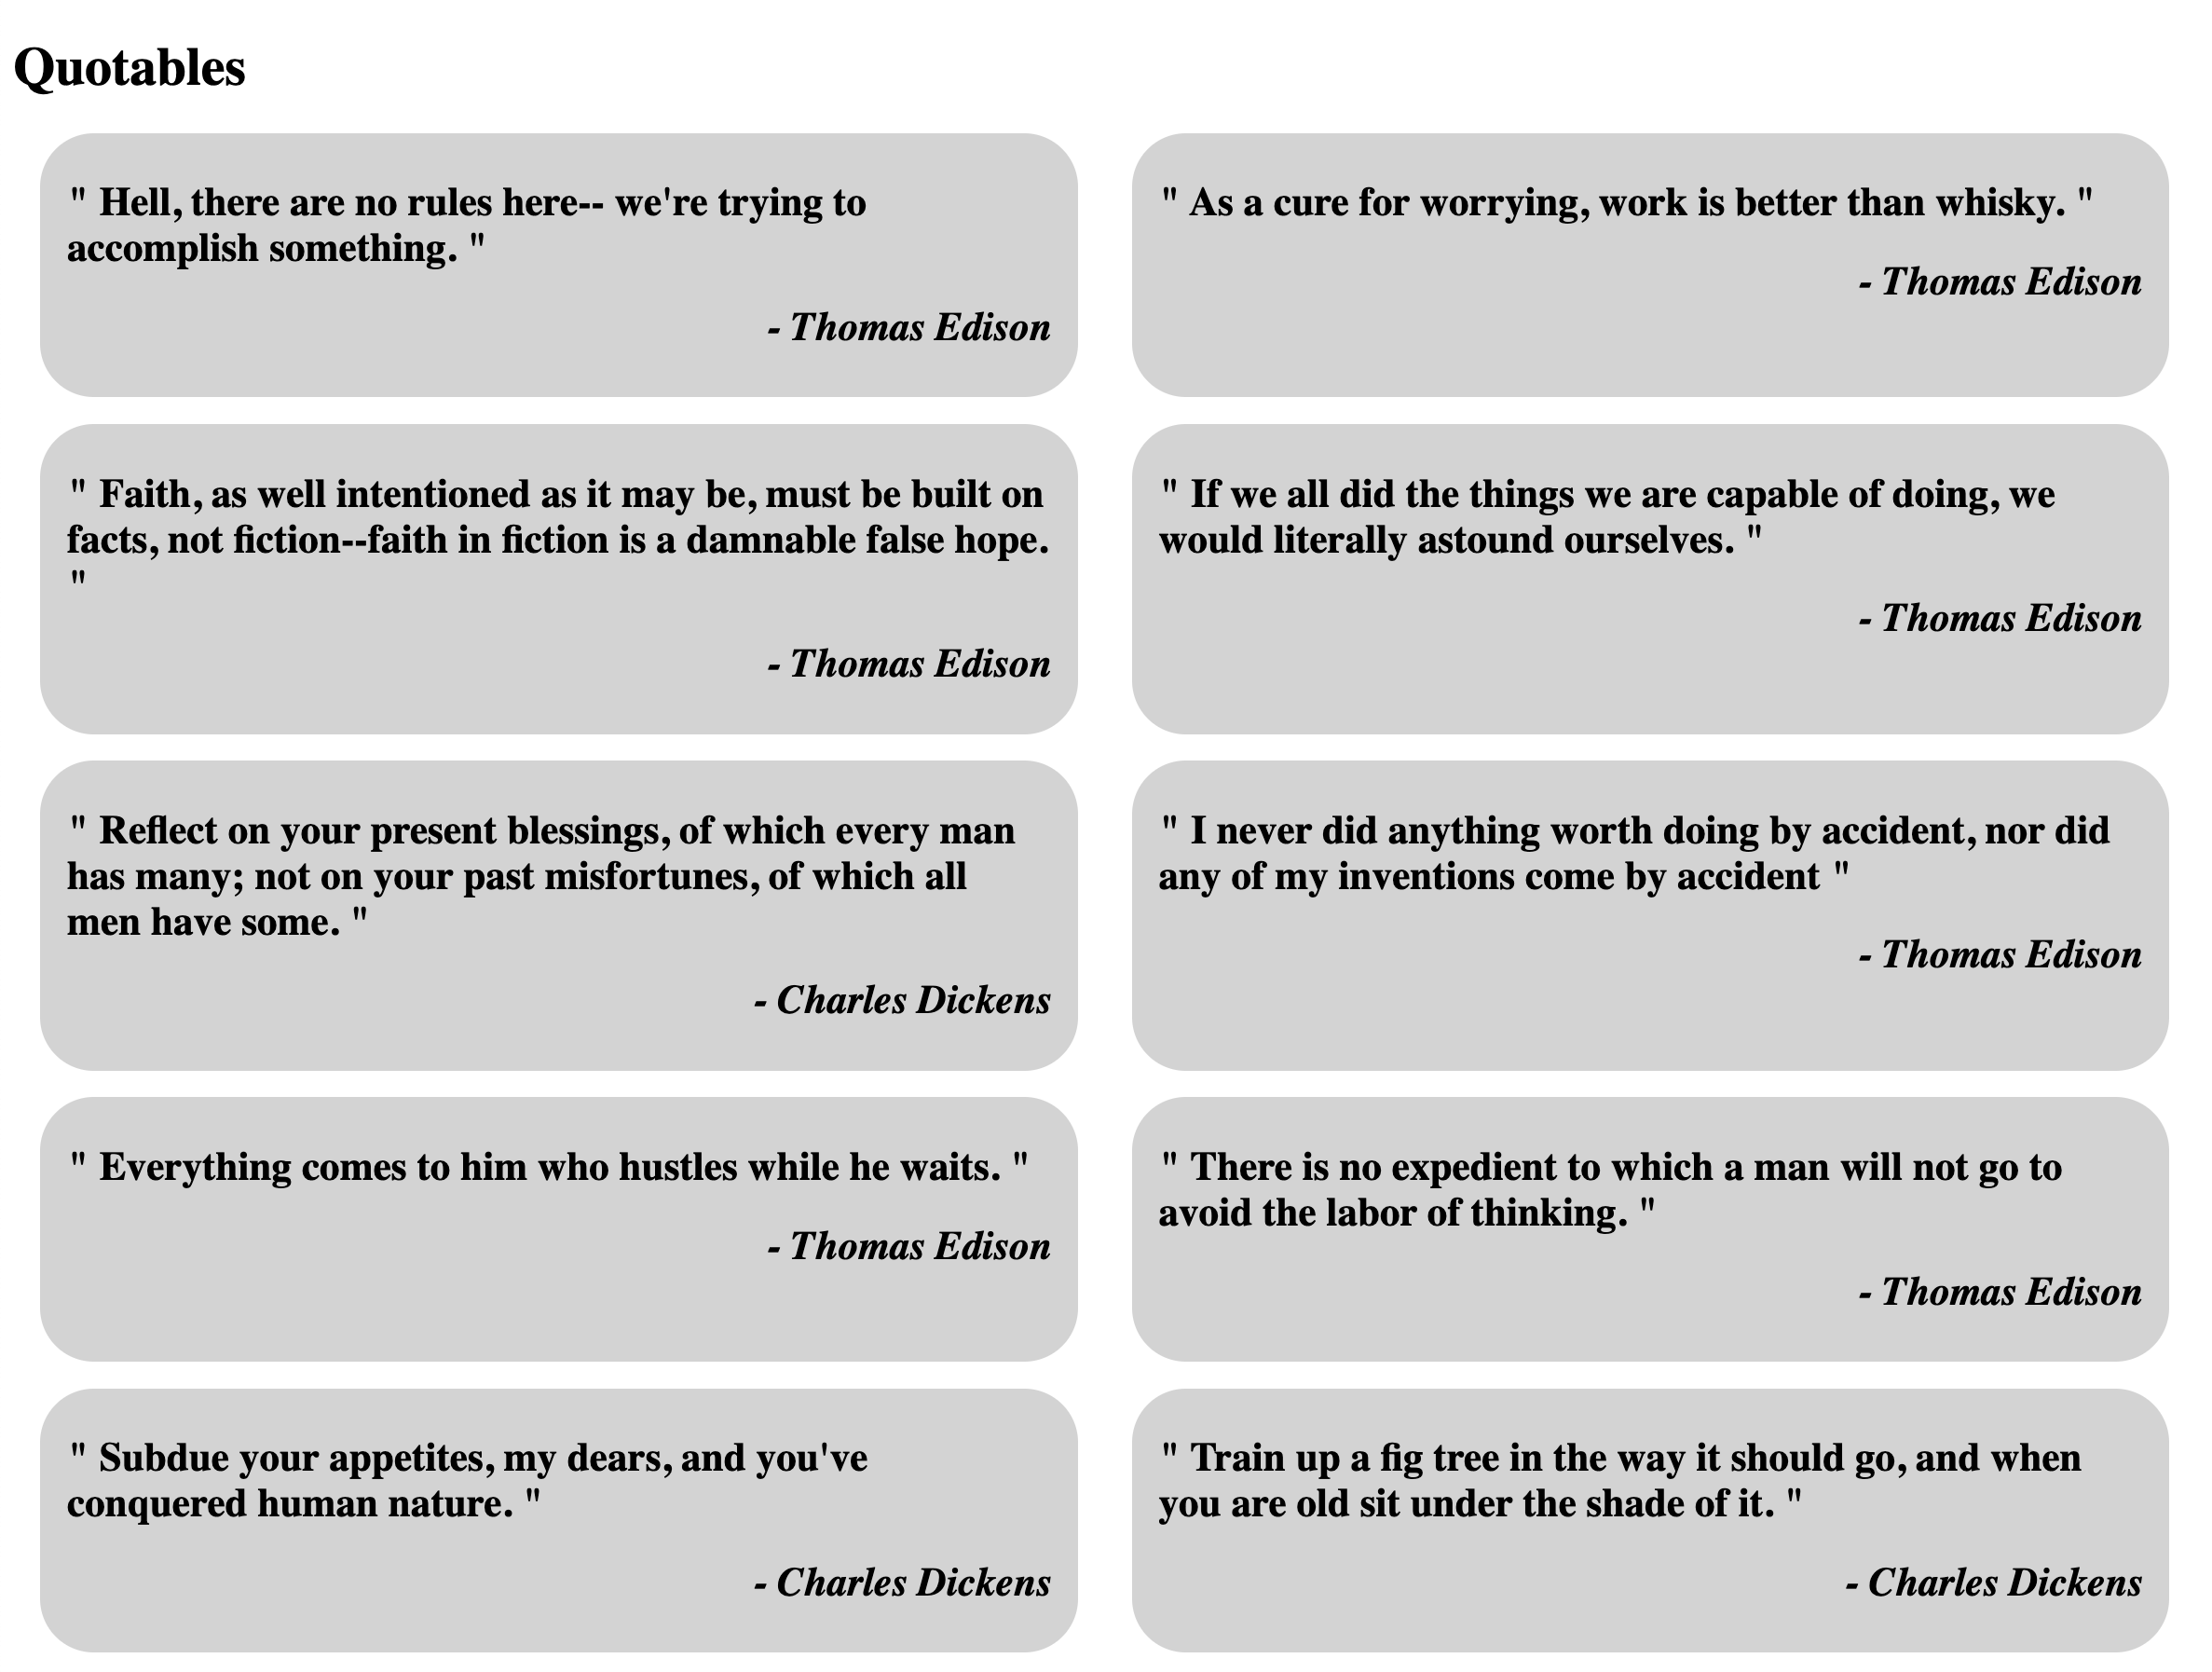 Quotables
" Hell, there are no rules here-- we're trying to
accomplish something. "
- Thomas Edison
" As a cure for worrying, work is better than whisky. "
- Thomas Edison
" Faith, as well intentioned as it may be, must be built on
facts, not fiction--faith in fiction is a damnable false hope.
"
- Thomas Edison
" If we all did the things we are capable of doing, we
would literally astound ourselves. "
- Thomas Edison
" Reflect on your present blessings, of which every man
has many; not on your past misfortunes, of which all
men have some. "
- Charles Dickens
" I never did anything worth doing by accident, nor did
any of my inventions come by accident "
- Thomas Edison
" Everything comes to him who hustles while he waits. "
- Thomas Edison
" There is no expedient to which a man will not go to
avoid the labor of thinking. "
- Thomas Edison
" Subdue your appetites, my dears, and you've
conquered human nature. "
- Charles Dickens
" Train up a fig tree in the way it should go, and when
you are old sit under the shade of it. "
- Charles Dickens